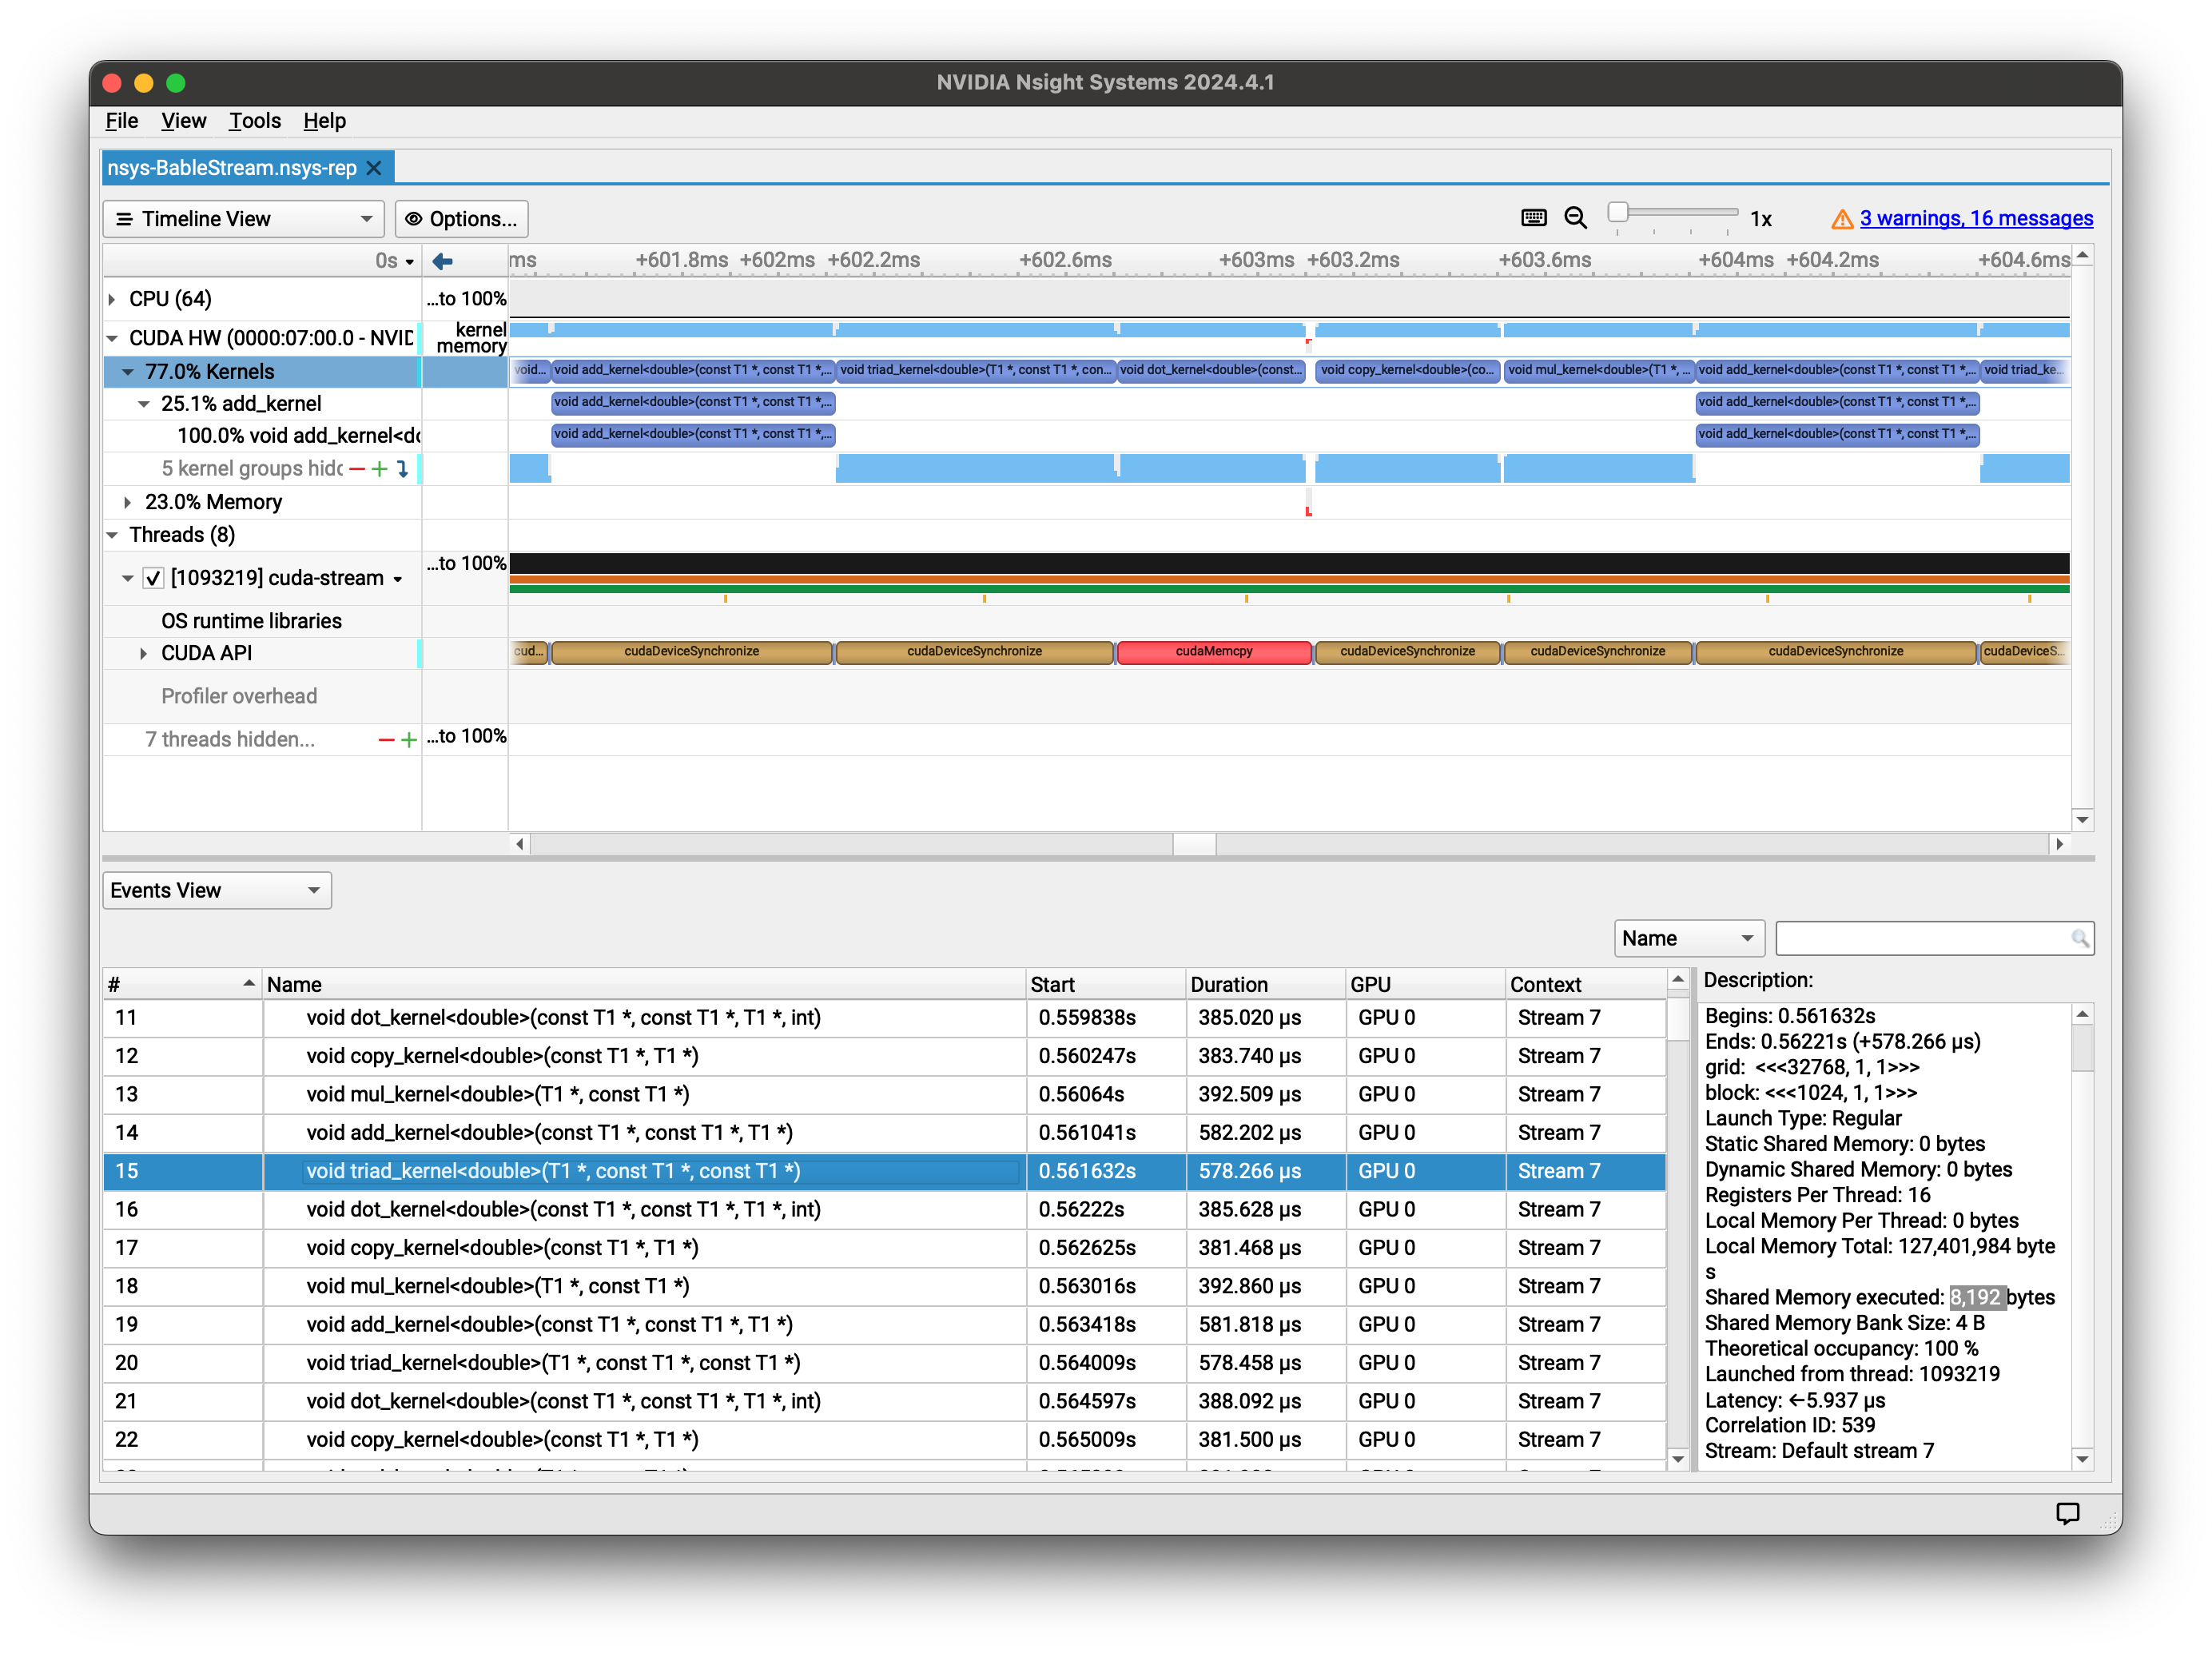 NVIDIA Nsight Systems 2024.4.1
File View Tools Help
nsys-BableStream.nsys-rep
Timeline View Options... 1x 3 warnings, 16 messages
0s ms +601.8ms +602ms +602.2ms +602.6ms +603ms +603.2ms +603.6ms +604ms +604.2ms +604.6ms
CPU (64) ...to 100%
CUDA HW (0000:07:00.0 - NVID kernel
memory
77.0% Kernels void... void add_kernel<double>(const T1 *, const T1 *,... void triad_kernel<double>(T1 *, const T1 *, con... void dot_kernel<double>(const... void copy_kernel<double>(co... void mul_kernel<double>(T1 *, ... void add_kernel<double>(const T1 *, const T1 *,... void triad_ke...
25.1% add_kernel void add_kernel<double>(const T1 *, const T1 *,... void add_kernel<double>(const T1 *, const T1 *,...
100.0% void add_kernel<do void add_kernel<double>(const T1 *, const T1 *,... void add_kernel<double>(const T1 *, const T1 *,...
5 kernel groups hidd
23.0% Memory
Threads (8)
[1093219] cuda-stream ...to 100%
OS runtime libraries
CUDA API cud... cudaDeviceSynchronize cudaDeviceSynchronize cudaMemcpy cudaDeviceSynchronize cudaDeviceSynchronize cudaDeviceSynchronize cudaDeviceS...
Profiler overhead
7 threads hidden... ...to 100%
Events View
Name
# Name Start Duration GPU Context
11 void dot_kernel<double>(const T1 *, const T1 *, T1 *, int) 0.559838s 385.020 μs GPU 0 Stream 7
12 void copy_kernel<double>(const T1 *, T1 *) 0.560247s 383.740 μs GPU 0 Stream 7
13 void mul_kernel<double>(T1 *, const T1 *) 0.56064s 392.509 μs GPU 0 Stream 7
14 void add_kernel<double>(const T1 *, const T1 *, T1 *) 0.561041s 582.202 μs GPU 0 Stream 7
15 void triad_kernel<double>(T1 *, const T1 *, const T1 *) 0.561632s 578.266 μs GPU 0 Stream 7
16 void dot_kernel<double>(const T1 *, const T1 *, T1 *, int) 0.56222s 385.628 μs GPU 0 Stream 7
17 void copy_kernel<double>(const T1 *, T1 *) 0.562625s 381.468 μs GPU 0 Stream 7
18 void mul_kernel<double>(T1 *, const T1 *) 0.563016s 392.860 μs GPU 0 Stream 7
19 void add_kernel<double>(const T1 *, const T1 *, T1 *) 0.563418s 581.818 μs GPU 0 Stream 7
20 void triad_kernel<double>(T1 *, const T1 *, const T1 *) 0.564009s 578.458 μs GPU 0 Stream 7
21 void dot_kernel<double>(const T1 *, const T1 *, T1 *, int) 0.564597s 388.092 μs GPU 0 Stream 7
22 void copy_kernel<double>(const T1 *, T1 *) 0.565009s 381.500 μs GPU 0 Stream 7
Description:
Begins: 0.561632s
Ends: 0.56221s (+578.266 μs)
grid: <<<32768, 1, 1>>>
block: <<<1024, 1, 1>>>
Launch Type: Regular
Static Shared Memory: 0 bytes
Dynamic Shared Memory: 0 bytes
Registers Per Thread: 16
Local Memory Per Thread: 0 bytes
Local Memory Total: 127,401,984 byte
s
Shared Memory executed: 8,192 bytes
Shared Memory Bank Size: 4 B
Theoretical occupancy: 100 %
Launched from thread: 1093219
Latency: ←5.937 μs
Correlation ID: 539
Stream: Default stream 7